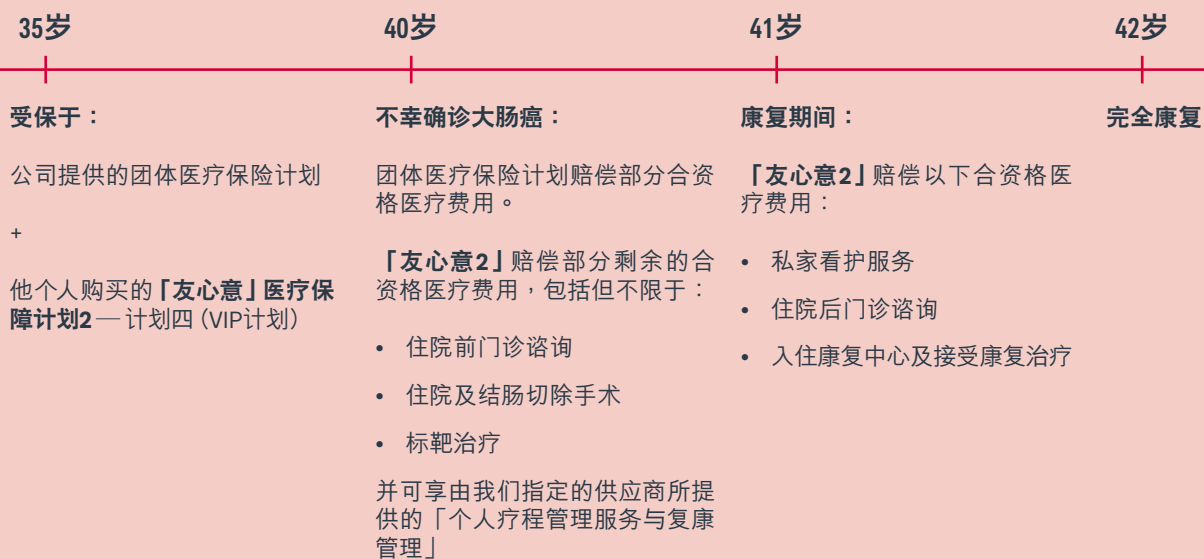 35岁
受保于：
公司提供的团体医疗保险计划
+
他个人购买的「友心意」医疗保
障计划2 — 计划四 (VIP计划)
40岁
不幸确诊大肠癌：
团体医疗保险计划赔偿部分合资
格医疗费用。
「友心意2」赔偿部分剩余的合
资格医疗费用，包括但不限于：
• 住院前门诊谘询
• 住院及结肠切除手术
• 标靶治疗
并可享由我们指定的供应商所提
供的「个人疗程管理服务与复康
管理」
41岁
康复期间：
「友心意2」赔偿以下合资格医
疗费用：
• 私家看护服务
• 住院后门诊谘询
• 入住康复中心及接受康复治疗
42岁
完全康复